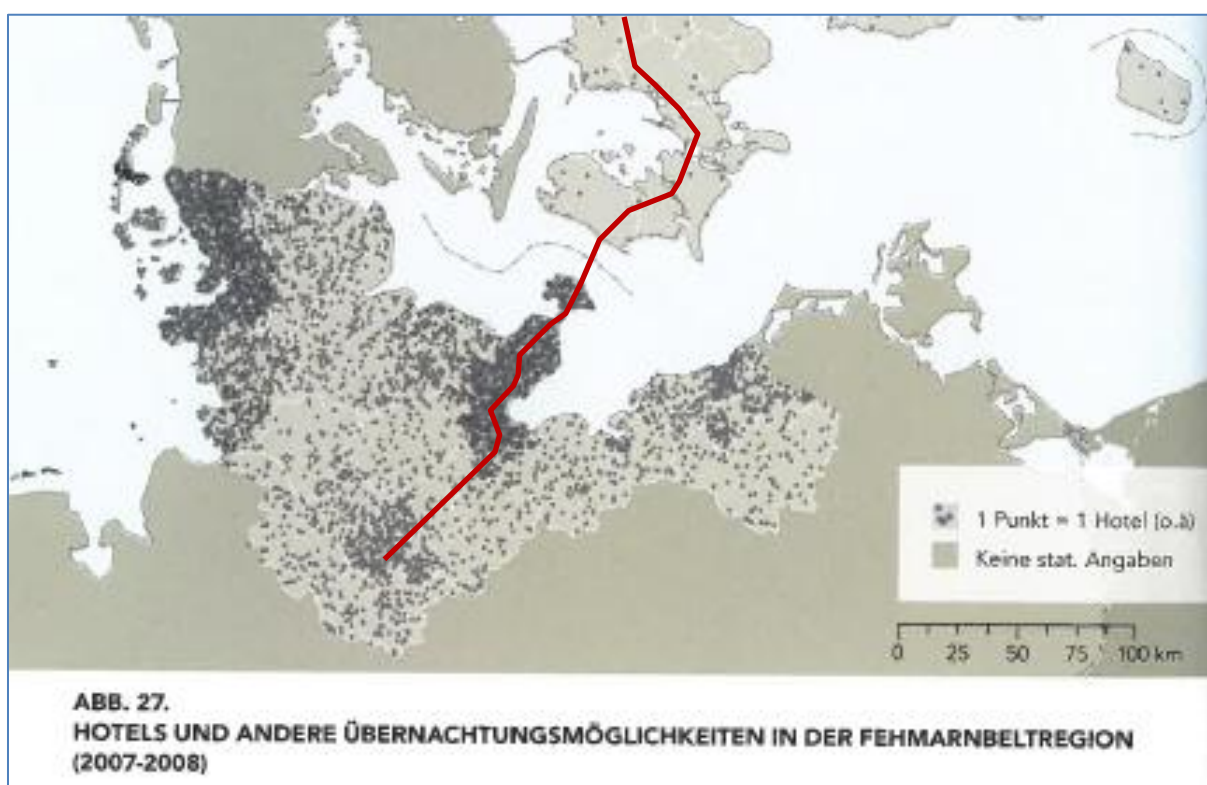 1 Punkt = 1 Hotel (o.ä)
Keine stat. Angaben
0 25 50 75 100 km
ABB. 27.
HOTELS UND ANDERE ÜBERNACHTUNGSMÖGLICHKEITEN IN DER FEHMARNBELTREGION
(2007-2008)